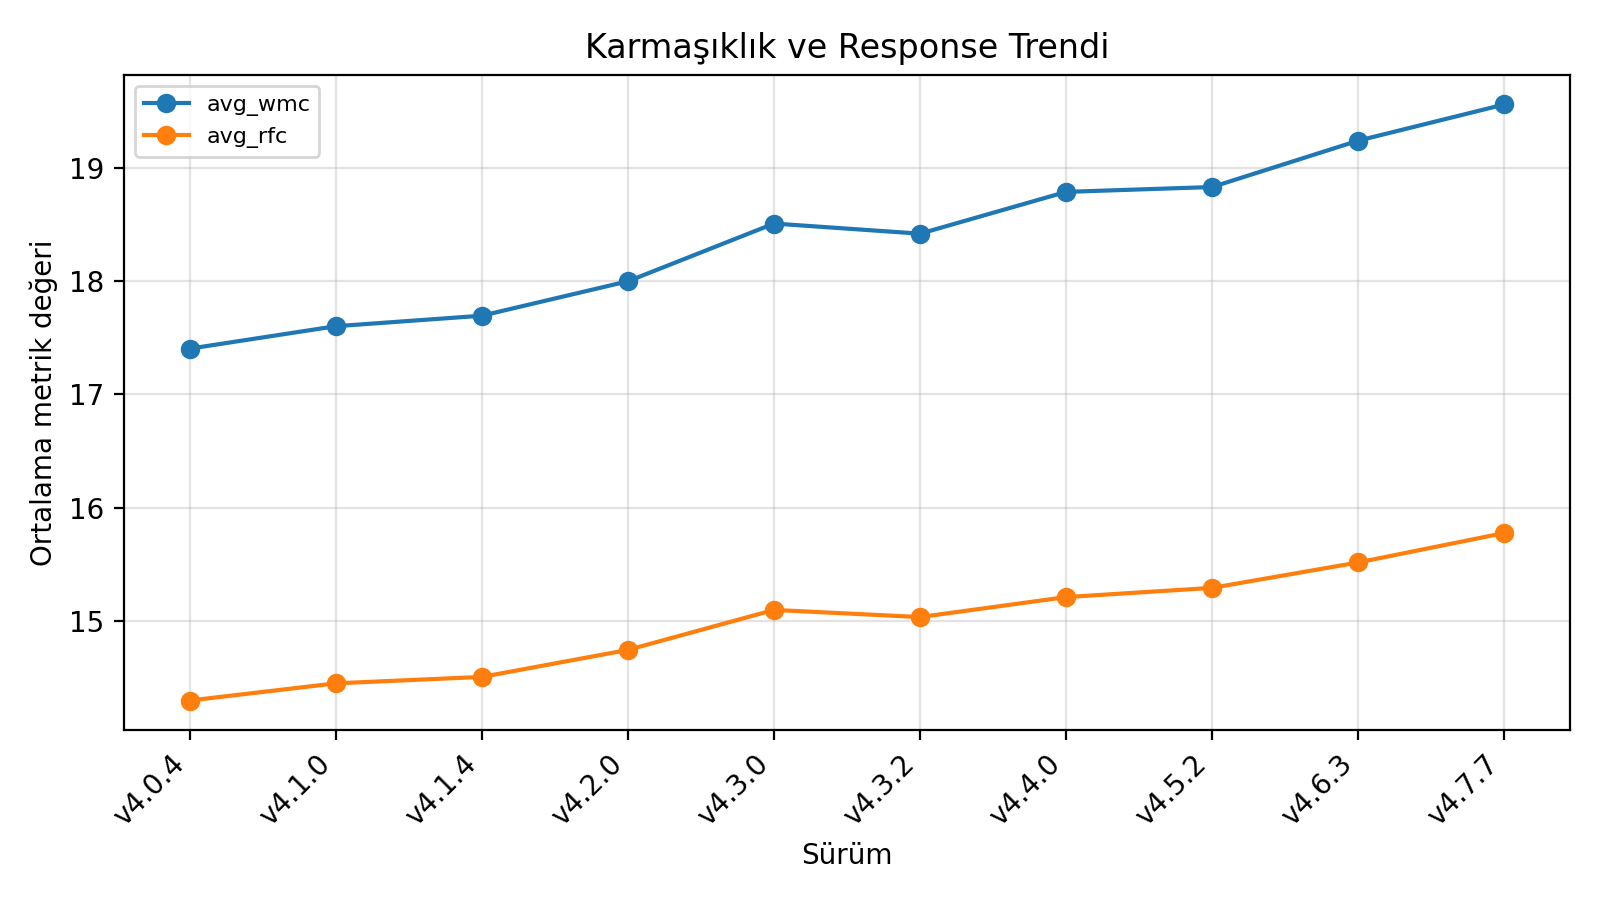 Karmaşıklık ve Response Trendi
avg_wmc
avg_rfc
Ortalama metrik değeri
19
18
17
16
15
v4.0.4
v4.1.0
v4.1.4
v4.2.0
v4.3.0
v4.3.2
v4.4.0
v4.5.2
v4.6.3
v4.7.7
Sürüm